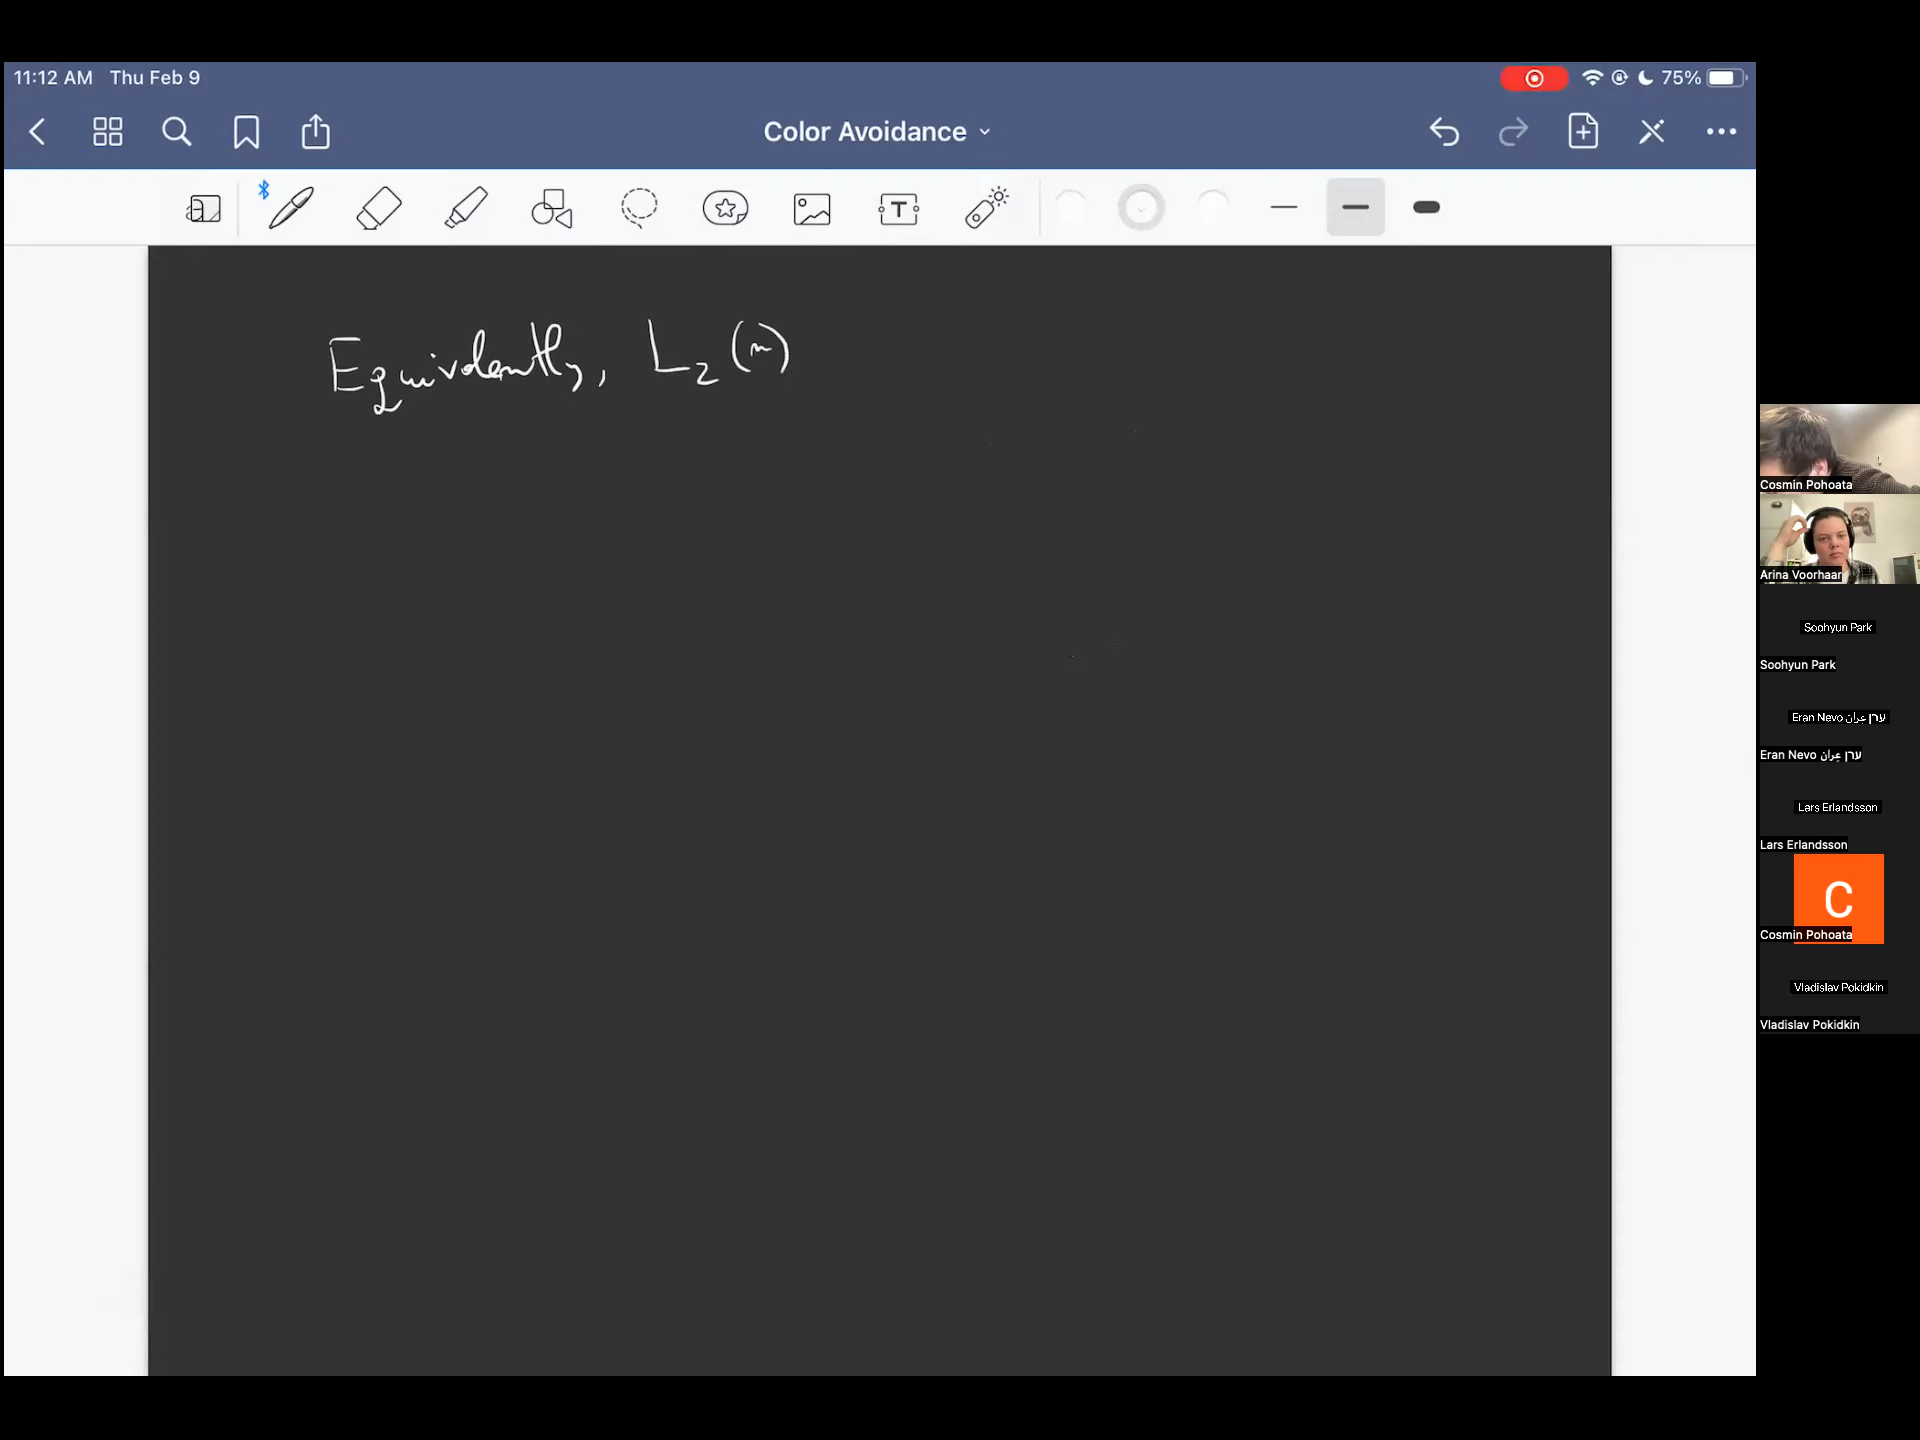 11:12 AM Thu Feb 9
75%
Color Avoidance
T
Equivalently, L₂(n)
Cosmin Pohoata
Arina Voorhaar
Soohyun Park
Soohyun Park
Eran Nevo ערן عران
Eran Nevo ערן عران
Lars Erlandsson
Lars Erlandsson
C
Cosmin Pohoata
Vladislav Pokidkin
Vladislav Pokidkin